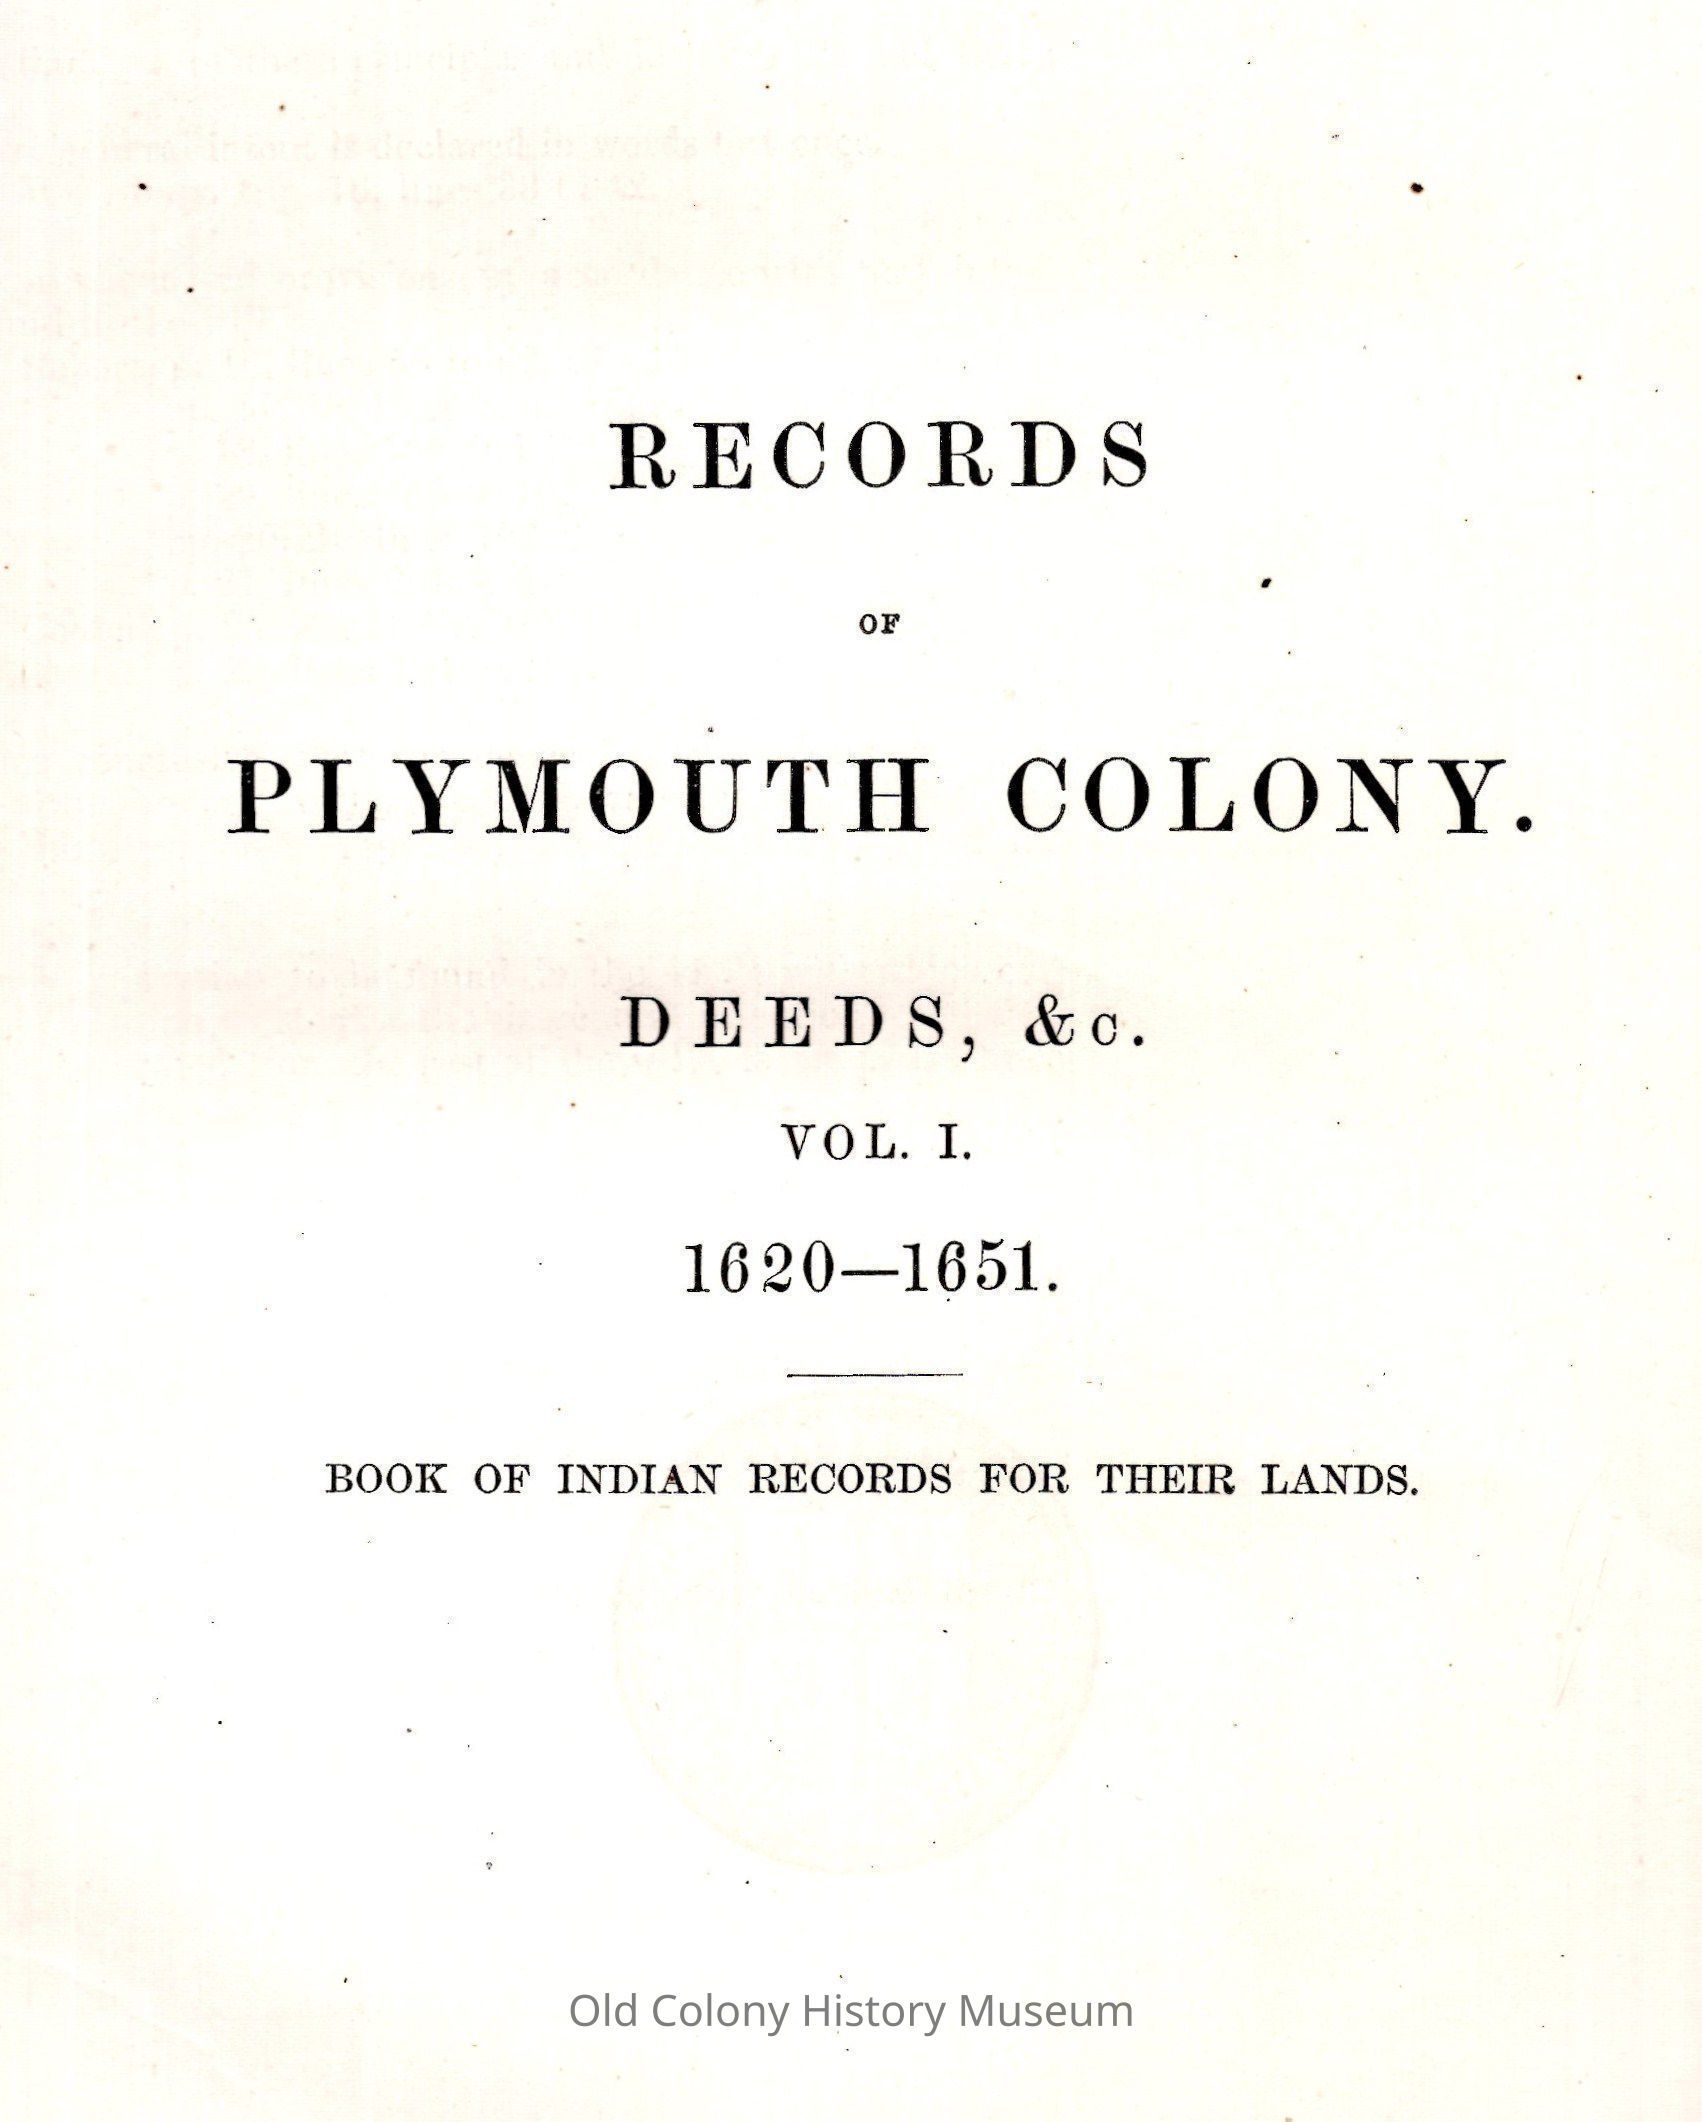 RECORDS
OF
PLYMOUTH COLONY.
DEEDS, &c.
VOL. I.
1620—1651.
BOOK OF INDIAN RECORDS FOR THEIR LANDS.
Old Colony History Museum